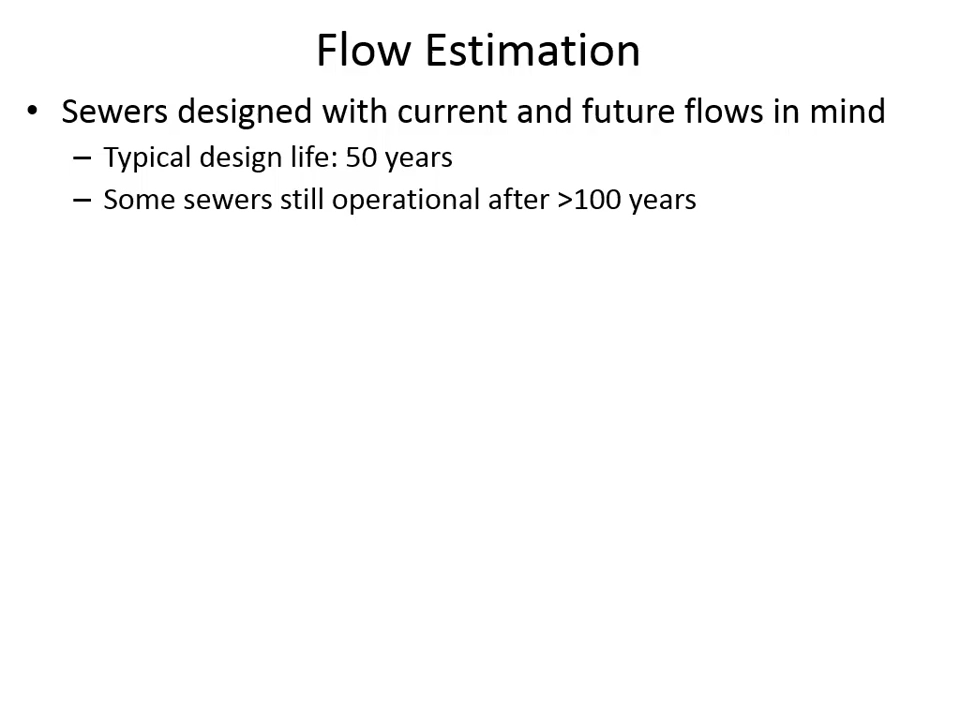 Flow Estimation
• Sewers designed with current and future flows in mind
– Typical design life: 50 years
– Some sewers still operational after >100 years